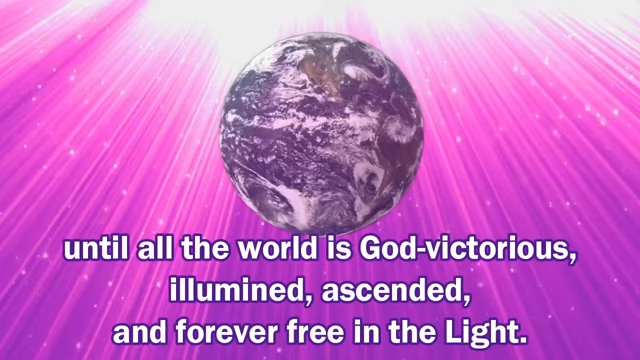 until all the world is God-victorious,
illumined, ascended,
and forever free in the Light.